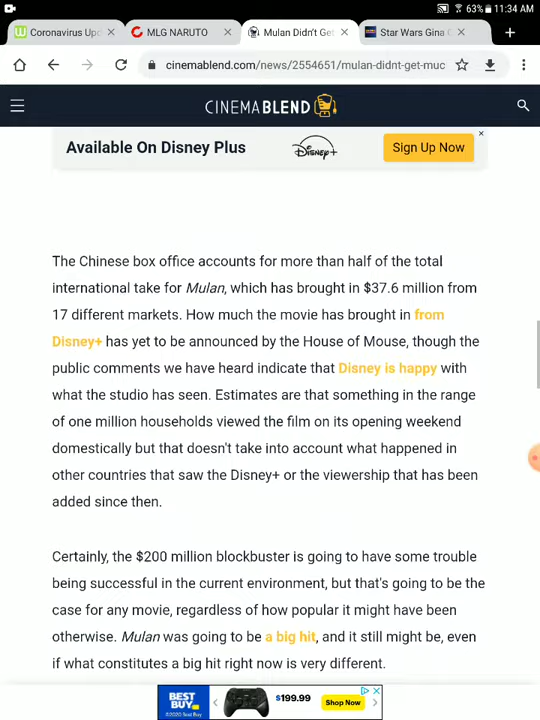 63% 11:34 AM
Coronavirus Upd
MLG NARUTO
Mulan Didn't Get
Star Wars Gina C
cinemablend.com/news/2554651/mulan-didnt-get-muc
CINEMABLEND
Available On Disney Plus
Disney+
Sign Up Now
The Chinese box office accounts for more than half of the total
international take for Mulan, which has brought in $37.6 million from
17 different markets. How much the movie has brought in from
Disney+ has yet to be announced by the House of Mouse, though the
public comments we have heard indicate that Disney is happy with
what the studio has seen. Estimates are that something in the range
of one million households viewed the film on its opening weekend
domestically but that doesn't take into account what happened in
other countries that saw the Disney+ or the viewership that has been
added since then.
Certainly, the $200 million blockbuster is going to have some trouble
being successful in the current environment, but that's going to be the
case for any movie, regardless of how popular it might have been
otherwise. Mulan was going to be a big hit, and it still might be, even
if what constitutes a big hit right now is very different.
BEST
BUY
©2020 Best Buy
$199.99
Shop Now